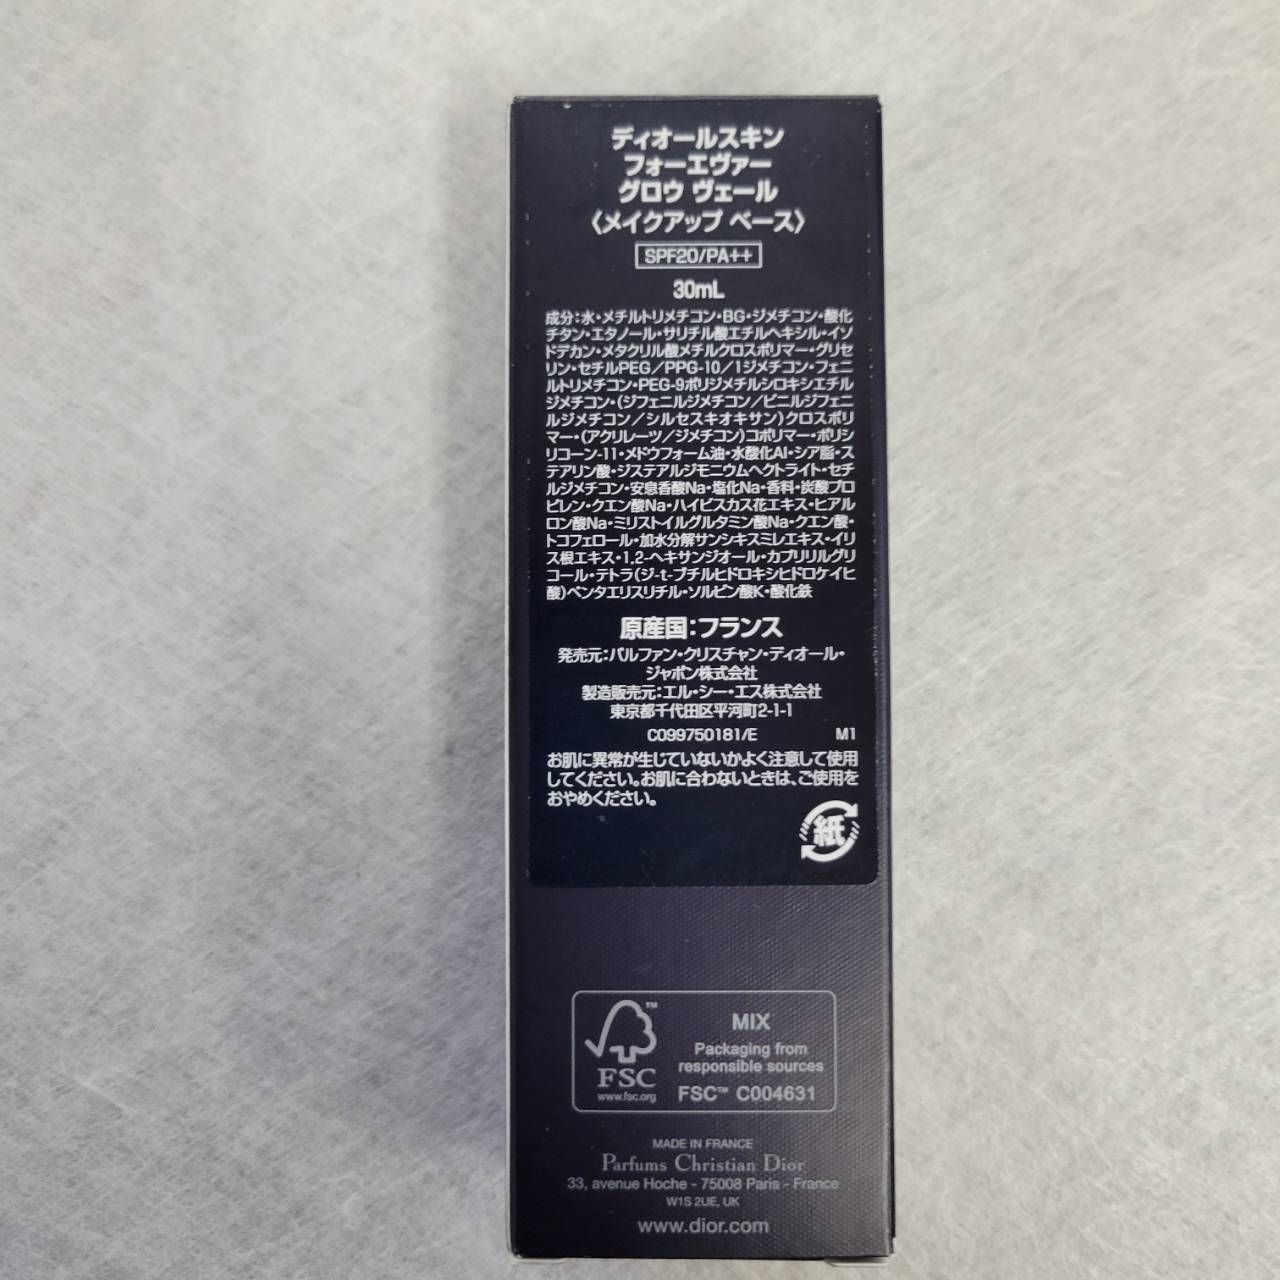 ディオールスキン
フォーエヴァー
グロウ ヴェール
〈メイクアップ ベース〉
SPF20/PA++
30mL
成分：水・メチルトリメチコン・BG・ジメチコン・酸化
チタン・エタノール・サリチル酸エチルヘキシル・イソ
ドデカン・メタクリル酸メチルクロスポリマー・グリセ
リン・セチルPEG／PPG-10／1ジメチコン・フェニ
ルトリメチコン・PEG-9ポリジメチルシロキシエチル
ジメチコン・（ジフェニルジメチコン／ビニルジフェニ
ルジメチコン／シルセスキオキサン）クロスポリ
マー・（アクリレーツ／ジメチコン）コポリマー・ポリシ
リコーン-11・メドウフォーム油・水酸化Al・シア脂・ス
テアリン酸・ジステアルジモニウムヘクトライト・セチ
ルジメチコン・安息香酸Na・塩化Na・香料・炭酸プロ
ピレン・クエン酸Na・ハイビスカス花エキス・ヒアル
ロン酸Na・ミリストイルグルタミン酸Na・クエン酸・
トコフェロール・加水分解サンシキスミレエキス・イリ
ス根エキス・1,2-ヘキサンジオール・カプリリルグリ
コール・テトラ（ジ-t-ブチルヒドロキシヒドロケイヒ
酸）ペンタエリスリチル・ソルビン酸K・酸化鉄
原産国：フランス
発売元：パルファン・クリスチャン・ディオール・
ジャポン株式会社
製造販売元：エル・シー・エス株式会社
東京都千代田区平河町2-1-1
C099750181/E M1
お肌に異常が生じていないかよく注意して使用
してください。お肌に合わないときは、ご使用を
おやめください。
紙
FSC™
www.fsc.org
MIX
Packaging from
responsible sources
FSC™ C004631
MADE IN FRANCE
Parfums Christian Dior
33, avenue Hoche - 75008 Paris - France
W1S 2UE, UK
www.dior.com